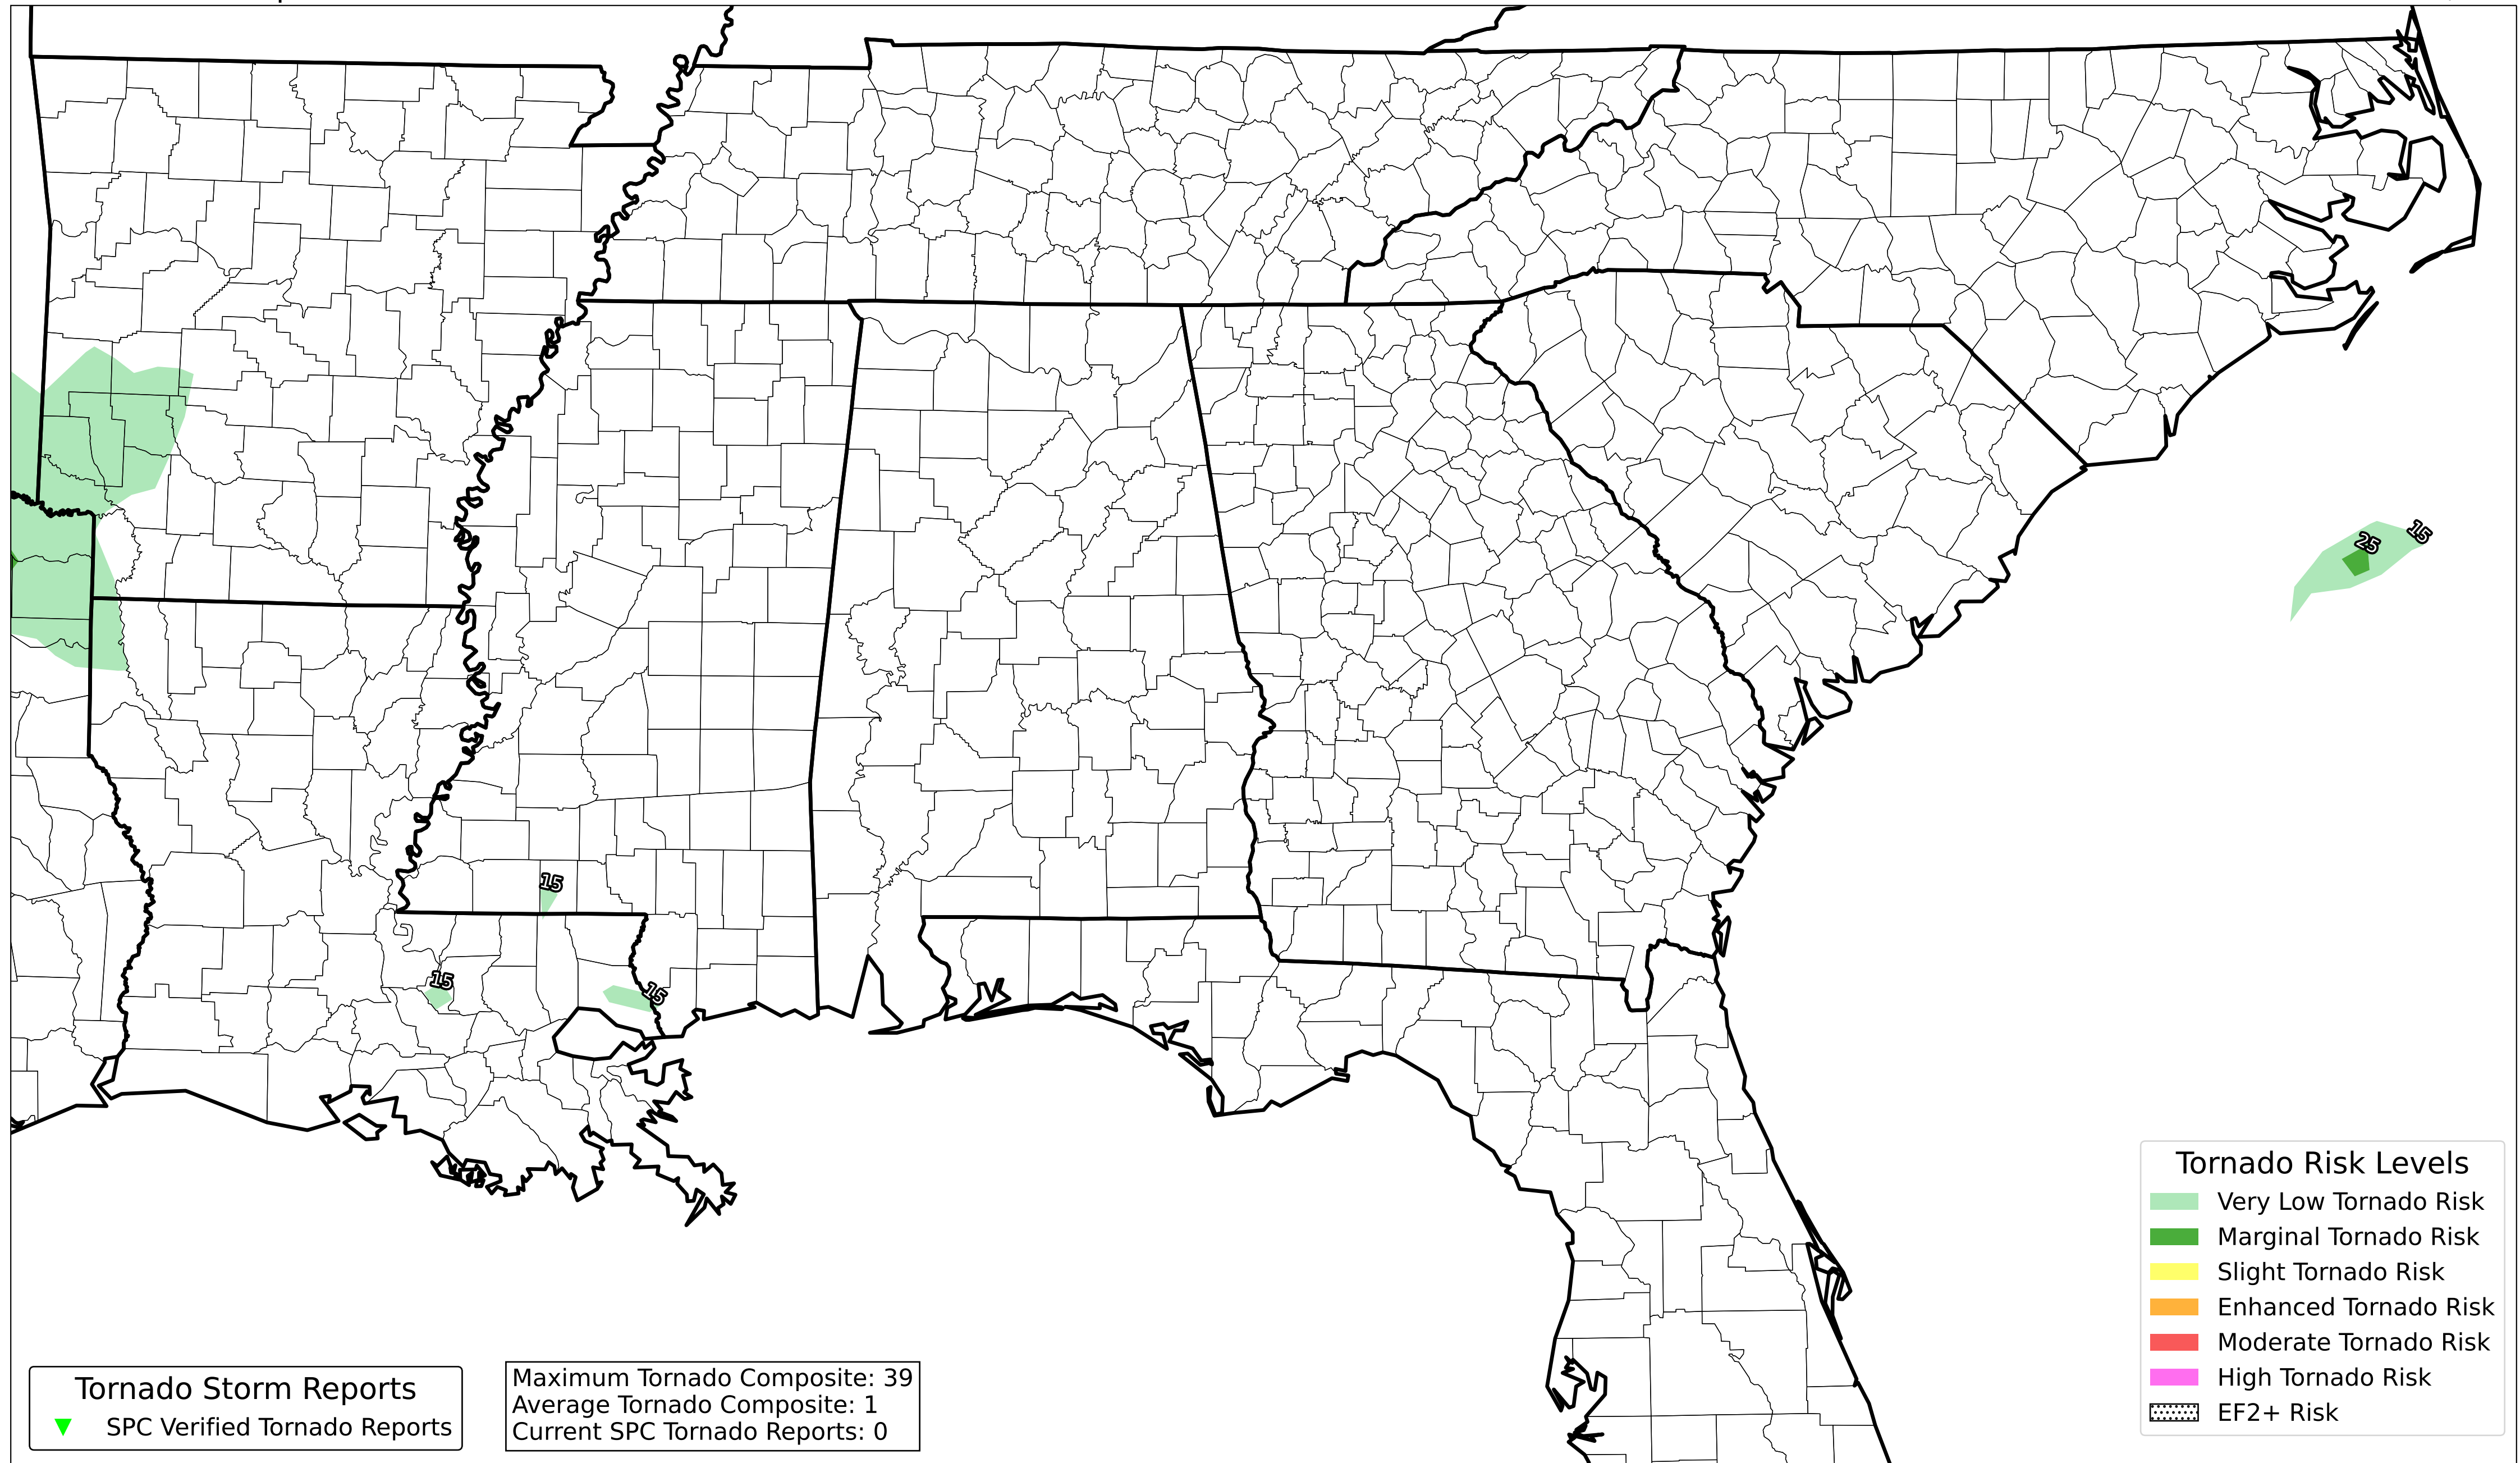 25
15
15
15
15
Tornado Risk Levels
Very Low Tornado Risk
Marginal Tornado Risk
Slight Tornado Risk
Enhanced Tornado Risk
Moderate Tornado Risk
High Tornado Risk
EF2+ Risk
Tornado Storm Reports
SPC Verified Tornado Reports
Maximum Tornado Composite: 39
Average Tornado Composite: 1
Current SPC Tornado Reports: 0